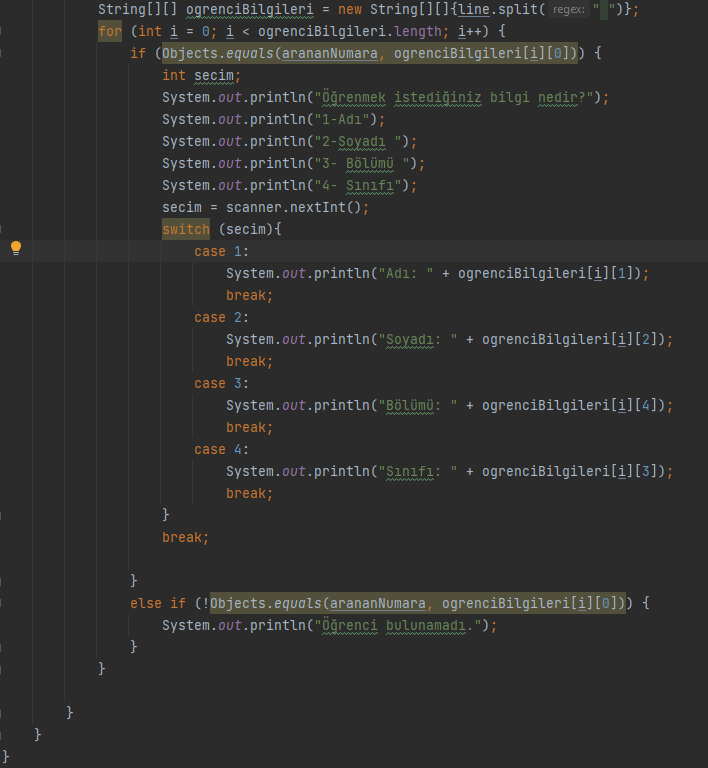 String[][] ogrenciBilgileri = new String[][]{line.split( regex: " ")};
for (int i = 0; i < ogrenciBilgileri.length; i++) {
if (Objects.equals(arananNumara, ogrenciBilgileri[i][0])) {
int secim;
System.out.println("Öğrenmek istediğiniz bilgi nedir?");
System.out.println("1-Adı");
System.out.println("2-Soyadı ");
System.out.println("3- Bölümü ");
System.out.println("4- Sınıfı");
secim = scanner.nextInt();
switch (secim){
case 1:
System.out.println("Adı: " + ogrenciBilgileri[i][1]);
break;
case 2:
System.out.println("Soyadı: " + ogrenciBilgileri[i][2]);
break;
case 3:
System.out.println("Bölümü: " + ogrenciBilgileri[i][4]);
break;
case 4:
System.out.println("Sınıfı: " + ogrenciBilgileri[i][3]);
break;
}
break;
}
else if (!Objects.equals(arananNumara, ogrenciBilgileri[i][0])) {
System.out.println("Öğrenci bulunamadı.");
}
}
}
}
}